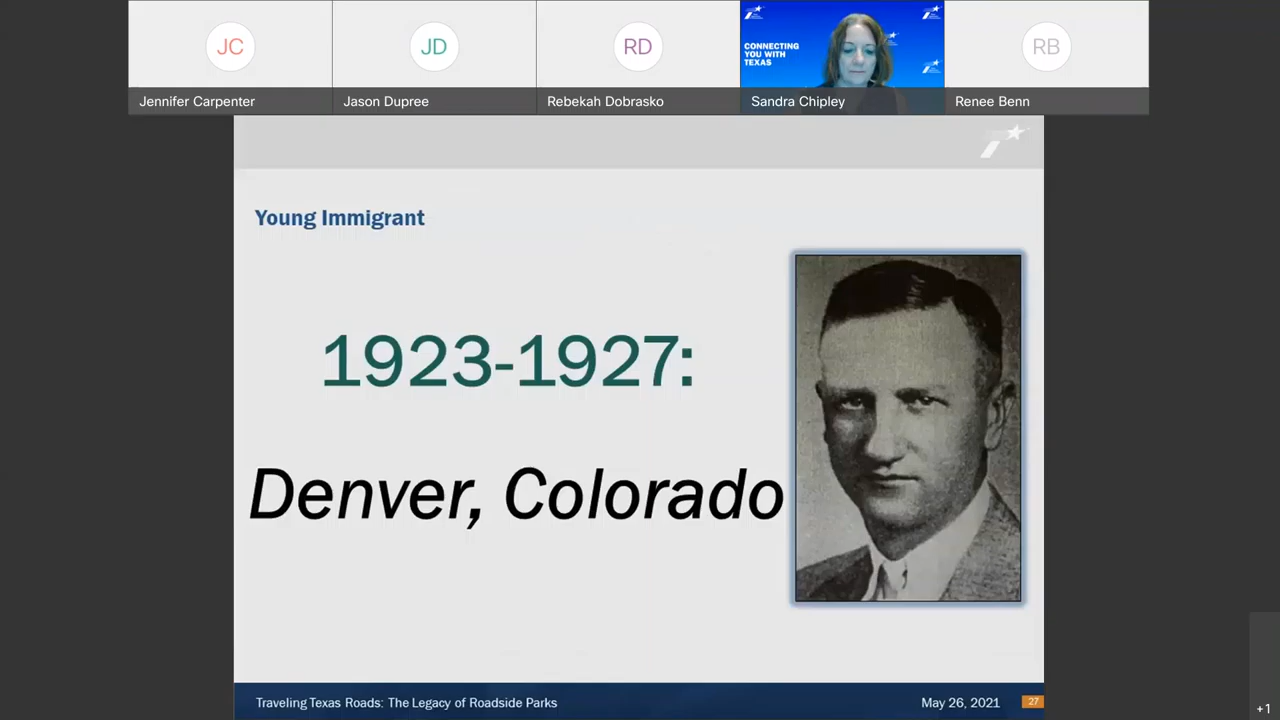 JC
JD
RD
CONNECTING
YOU WITH
TEXAS
RB
Jennifer Carpenter
Jason Dupree
Rebekah Dobrasko
Sandra Chipley
Renee Benn
Young Immigrant
1923-1927:
Denver, Colorado
Traveling Texas Roads: The Legacy of Roadside Parks
May 26, 2021
27
+1